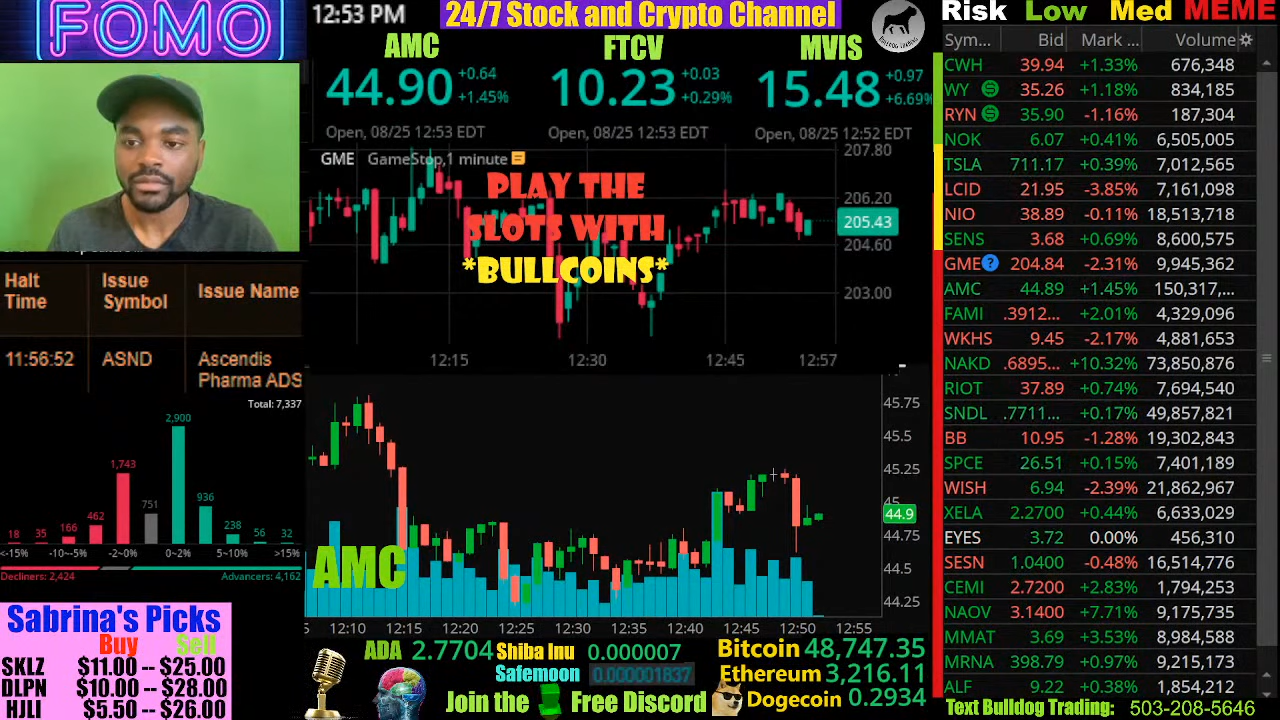 FOMO
12:53 PM
24/7 Stock and Crypto Channel
BULLDOG TRADING
AMC
44.90
+0.64
+1.45%
Open, 08/25 12:53 EDT
FTCV
10.23
+0.03
+0.29%
Open, 08/25 12:53 EDT
MVIS
15.48
+0.97
+6.69%
Open, 08/25 12:52 EDT
GME GameStop,1 minute
PLAY THE
SLOTS WITH
*BULLCOINS*
207.80
206.20
205.43
204.60
203.00
12:15 12:30 12:45 12:57
Halt Time Issue Symbol Issue Name
11:56:52 ASND Ascendis Pharma ADS
Total: 7,337
18 35 166 462 1,743 751 2,900 936 238 56 32
<-15% -10~-5% -2~0% 0~2% 5~10% >15%
Decliners: 2,424 Advancers: 4,162
45.75
45.5
45.25
45
44.9
44.75
44.5
44.25
AMC
12:10 12:15 12:20 12:25 12:30 12:35 12:40 12:45 12:50 12:55
Sabrina's Picks
Buy Sell
SKLZ $11.00 -- $25.00
DLPN $10.00 -- $28.00
HJLI $5.50 -- $26.00
ADA 2.7704 Shiba Inu 0.000007
Safemoon 0.000001837
Join the Free Discord
Bitcoin 48,747.35
Ethereum 3,216.11
Dogecoin 0.2934
Risk Low Med MEME
Sym... Bid Mark ... Volume
CWH 39.94 +1.33% 676,348
WY 35.26 +1.18% 834,185
RYN 35.90 -1.16% 187,304
NOK 6.07 +0.41% 6,505,000
TSLA 711.17 +0.39% 7,012,565
LCID 21.95 -3.85% 7,161,098
NIO 38.89 -0.11% 18,513,718
SENS 3.68 +0.69% 8,600,575
GME ? 204.84 -2.31% 9,945,362
AMC 44.89 +1.45% 150,317,...
FAMI .3912... +2.01% 4,329,096
WKHS 9.45 -2.17% 4,881,653
NAKD .6895... +10.32% 73,850,876
RIOT 37.89 +0.74% 7,694,540
SNDL .7711... +0.17% 49,857,821
BB 10.95 -1.28% 19,302,843
SPCE 26.51 +0.15% 7,401,189
WISH 6.94 -2.39% 21,862,967
XELA 2.2700 +0.44% 6,633,029
EYES 3.72 0.00% 456,310
SESN 1.0400 -0.48% 16,514,776
CEMI 2.7200 +2.83% 1,794,253
NAOV 3.1400 +7.71% 9,175,735
MMAT 3.69 +3.53% 8,984,588
MRNA 398.79 +0.97% 9,215,173
ALF 9.22 +0.38% 1,854,212
Text Bulldog Trading: 503-208-5646